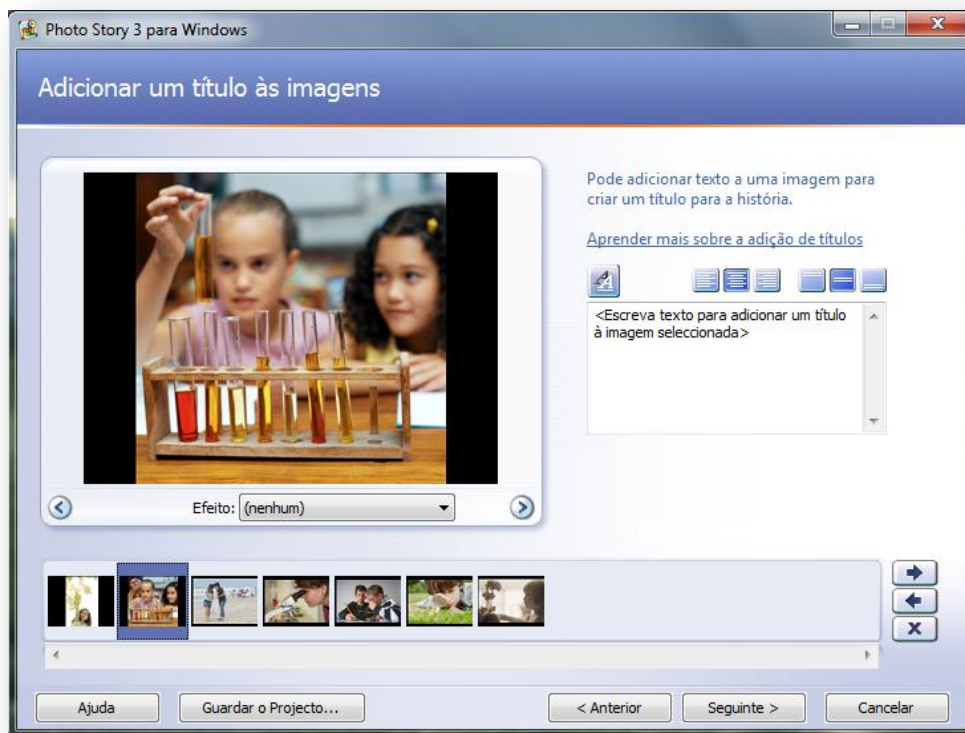 Photo Story 3 para Windows
Adicionar um título às imagens
Pode adicionar texto a uma imagem para
criar um título para a história.
Aprender mais sobre a adição de títulos
<Escreva texto para adicionar um título
à imagem seleccionada>
Efeito: (nenhum)
Ajuda
Guardar o Projecto...
< Anterior
Seguinte >
Cancelar